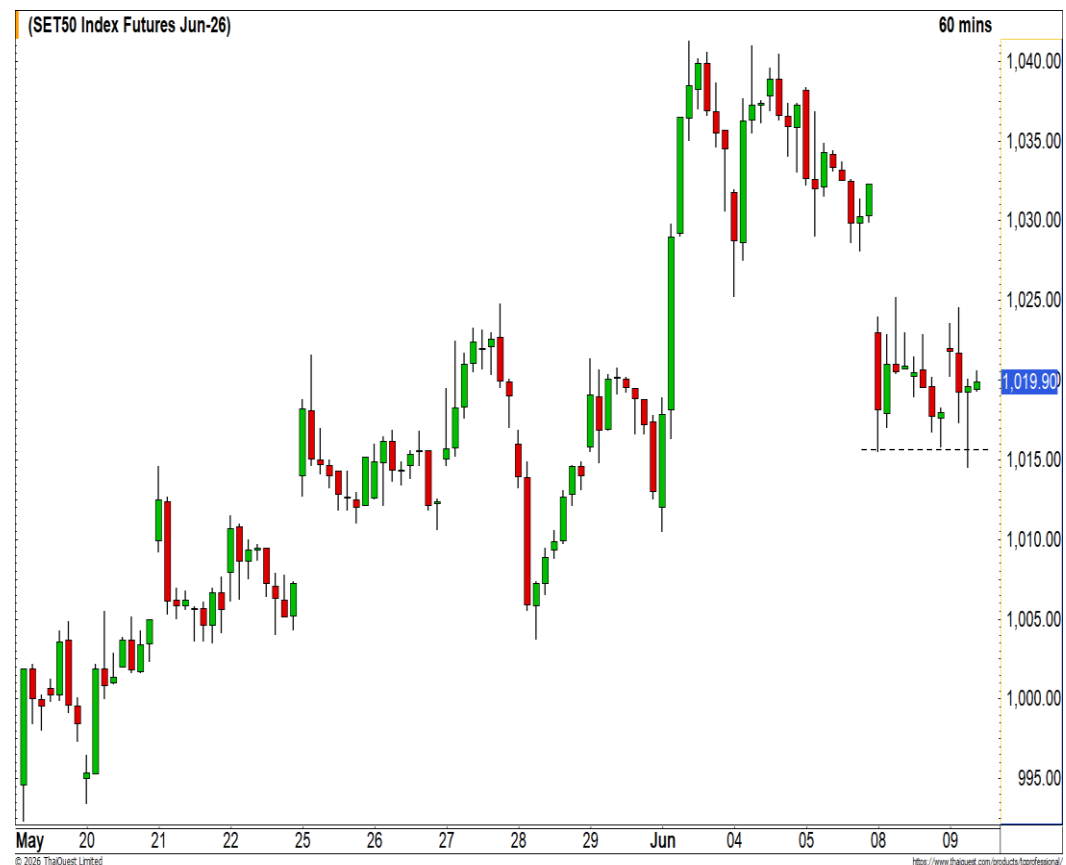 (SET50 Index Futures Jun-26)
60 mins
1,040.00
1,035.00
1,030.00
1,025.00
1,019.90
1,015.00
1,010.00
1,005.00
1,000.00
995.00
May 20 21 22 25 26 27 28 29 Jun 04 05 08 09
© 2026 ThaiQuest Limited
https://www.thaiquest.com/products/tqprofessional/